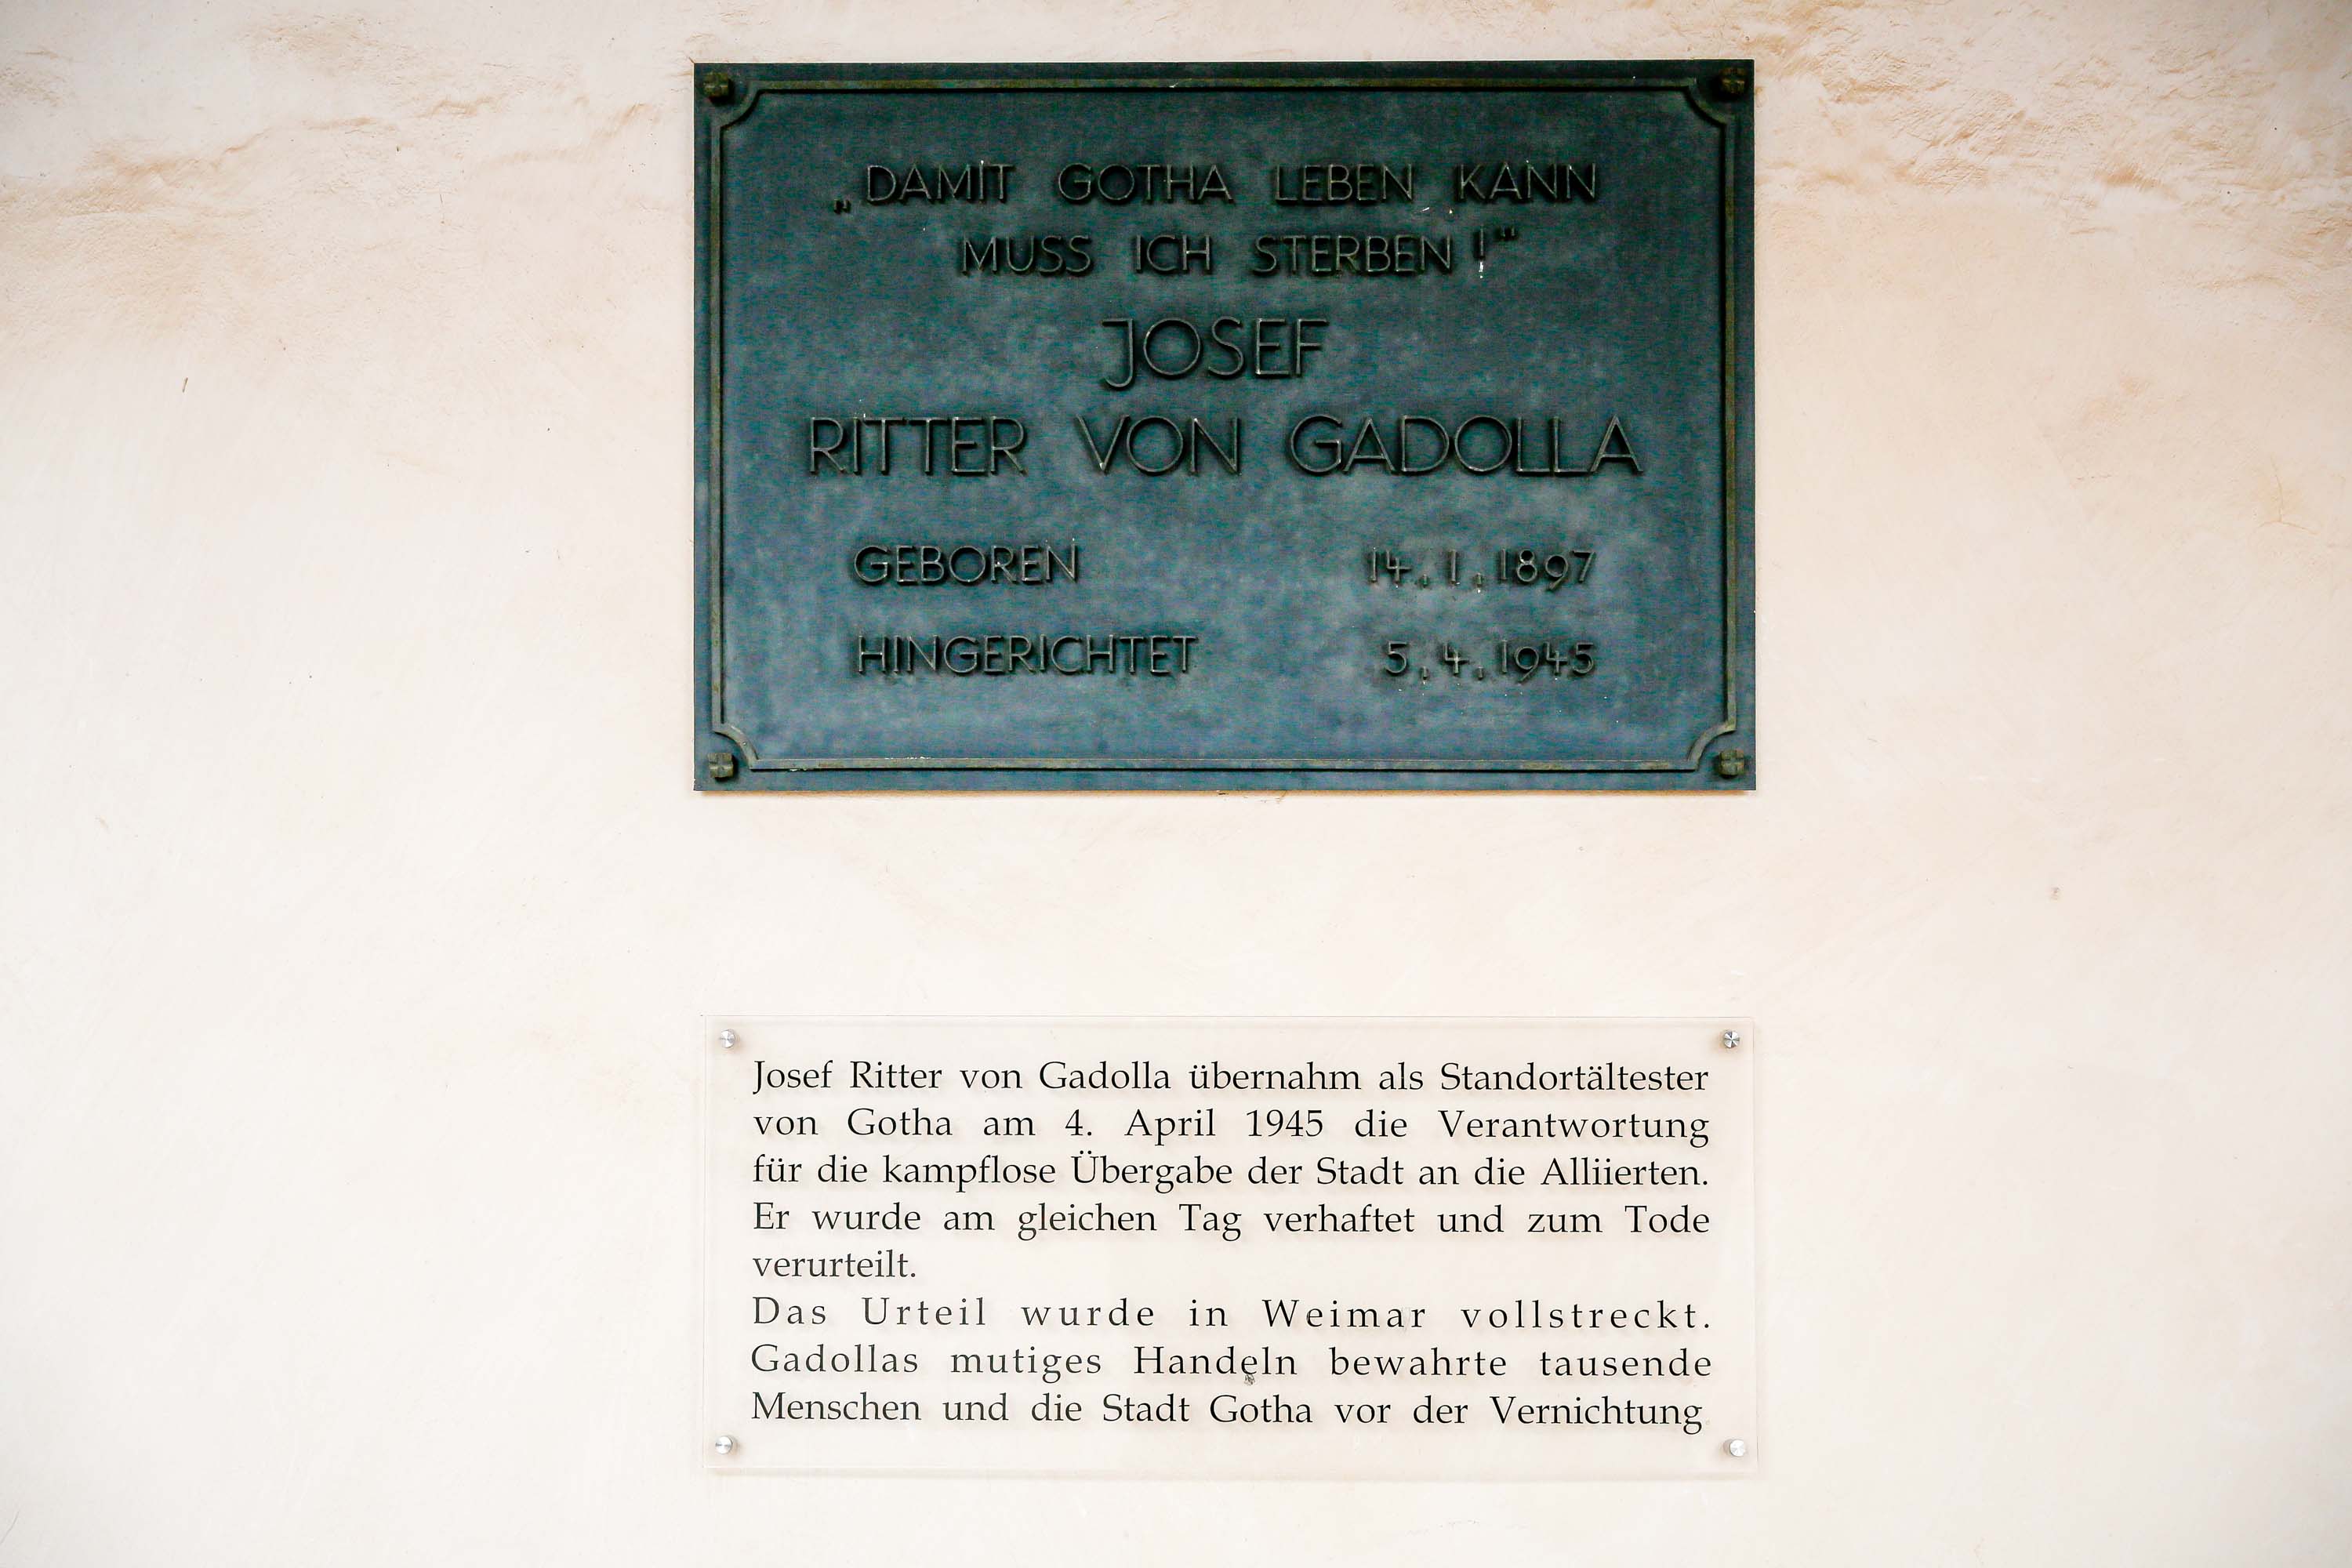 „DAMIT GOTHA LEBEN KANN
MUSS ICH STERBEN!“
JOSEF
RITTER VON GADOLLA
GEBOREN 14.1.1897
HINGERICHTET 5.4.1945
Josef Ritter von Gadolla übernahm als Standortältester
von Gotha am 4. April 1945 die Verantwortung
für die kampflose Übergabe der Stadt an die Alliierten.
Er wurde am gleichen Tag verhaftet und zum Tode
verurteilt.
Das Urteil wurde in Weimar vollstreckt.
Gadollas mutiges Handeln bewahrte tausende
Menschen und die Stadt Gotha vor der Vernichtung